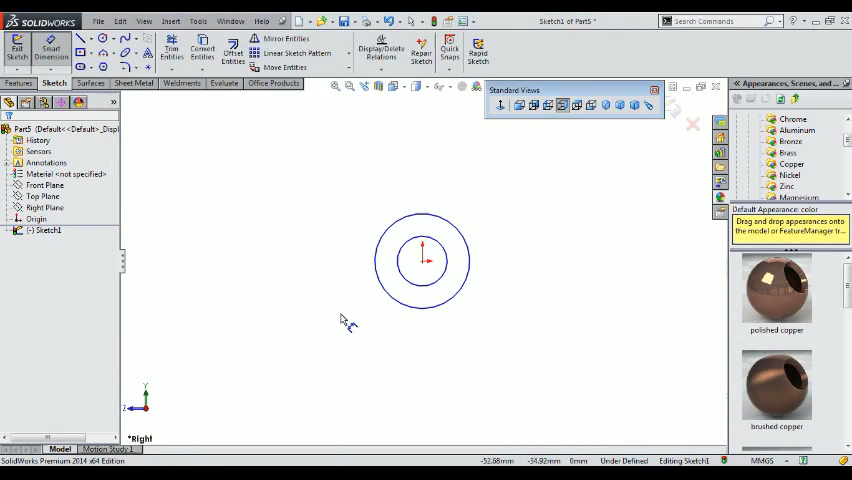 SOLIDWORKS File Edit View Insert Tools Window Help Sketch1 of Part5 * Search Commands
Exit Sketch Smart Dimension Trim Entities Convert Entities Offset Entities Mirror Entities Linear Sketch Pattern Move Entities Display/Delete Relations Repair Sketch Quick Snaps Rapid Sketch
Features Sketch Surfaces Sheet Metal Weldments Evaluate Office Products
Standard Views
Appearances, Scenes, and...
Part5 (Default<<Default>_Displ
History
Sensors
Annotations
Material <not specified>
Front Plane
Top Plane
Right Plane
Origin
(-) Sketch1
Chrome
Aluminum
Bronze
Brass
Copper
Nickel
Zinc
Magnesium
Default Appearance: color
Drag and drop appearances onto
the model or FeatureManager tr...
polished copper
brushed copper
Y
Z
*Right
Model Motion Study 1
SolidWorks Premium 2014 x64 Edition -52.68mm -34.92mm 0mm Under Defined Editing Sketch1 MMGS